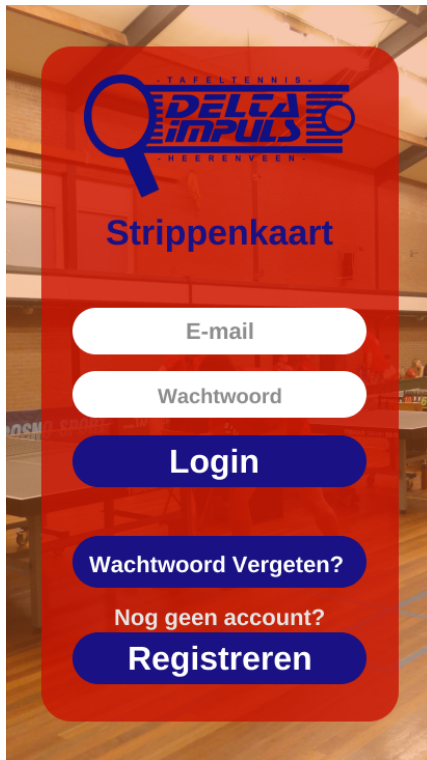 - TAFELTENNIS -
DELTA
IMPULS
- HEERENVEEN -
Strippenkaart
E-mail
Wachtwoord
Login
Wachtwoord Vergeten?
Nog geen account?
Registreren